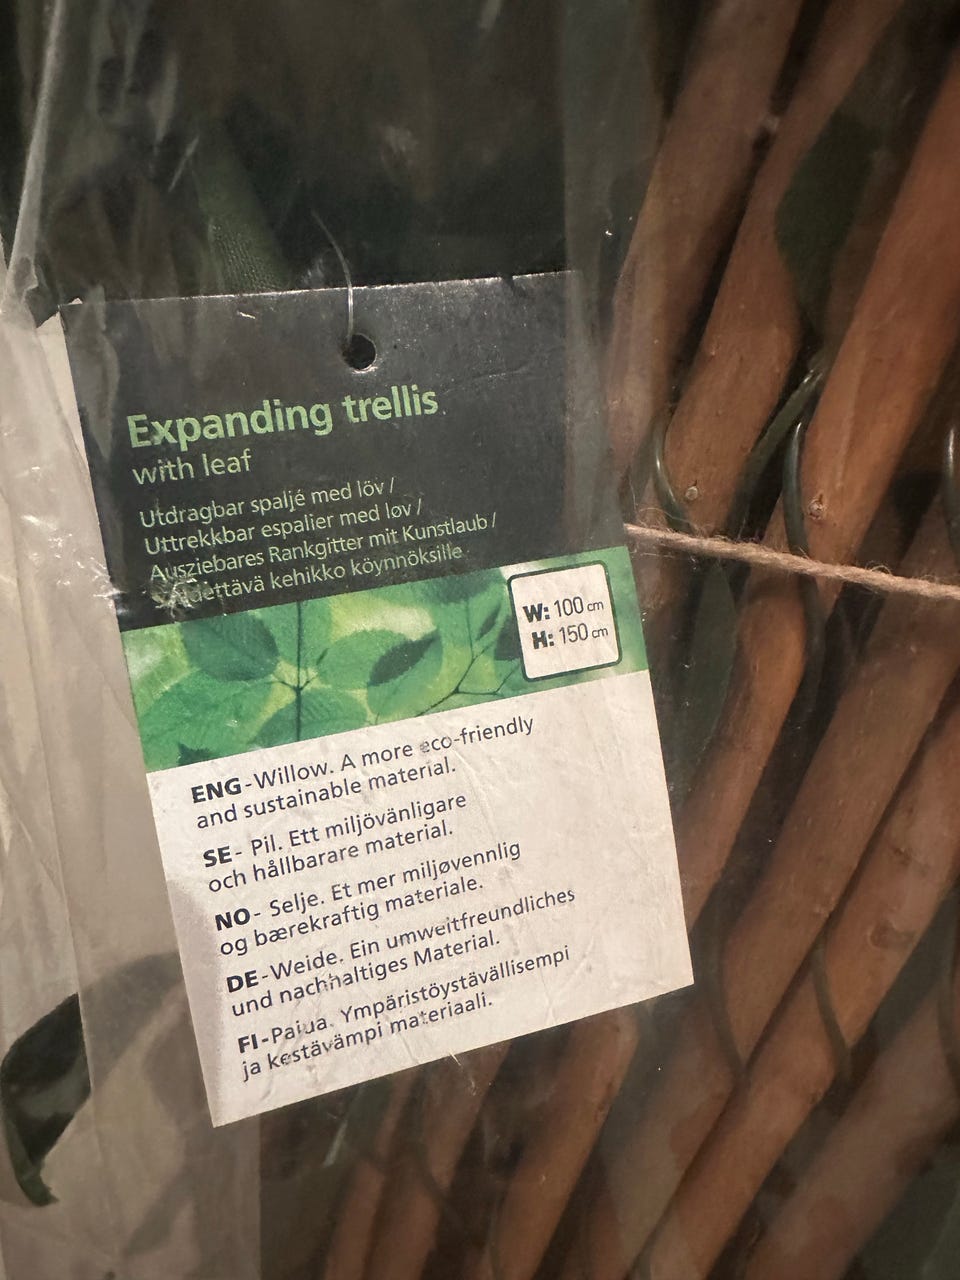 Expanding trellis
with leaf
Utdragbar spaljé med löv /
Uttrekkbar espalier med løv /
Ausziebares Rankgitter mit Kunstlaub /
kehikko köynnöksille
W: 100 cm
H: 150 cm
ENG - Willow. A more eco-friendly
and sustainable material.
SE - Pil. Ett miljövänligare
och hållbarare material.
NO - Selje. Et mer miljøvennlig
og bærekraftig materiale.
DE - Weide. Ein umweltfreundliches
und nachhaltiges Material.
FI - Pajua. Ympäristöystävällisempi
ja kestävämpi materiaali.